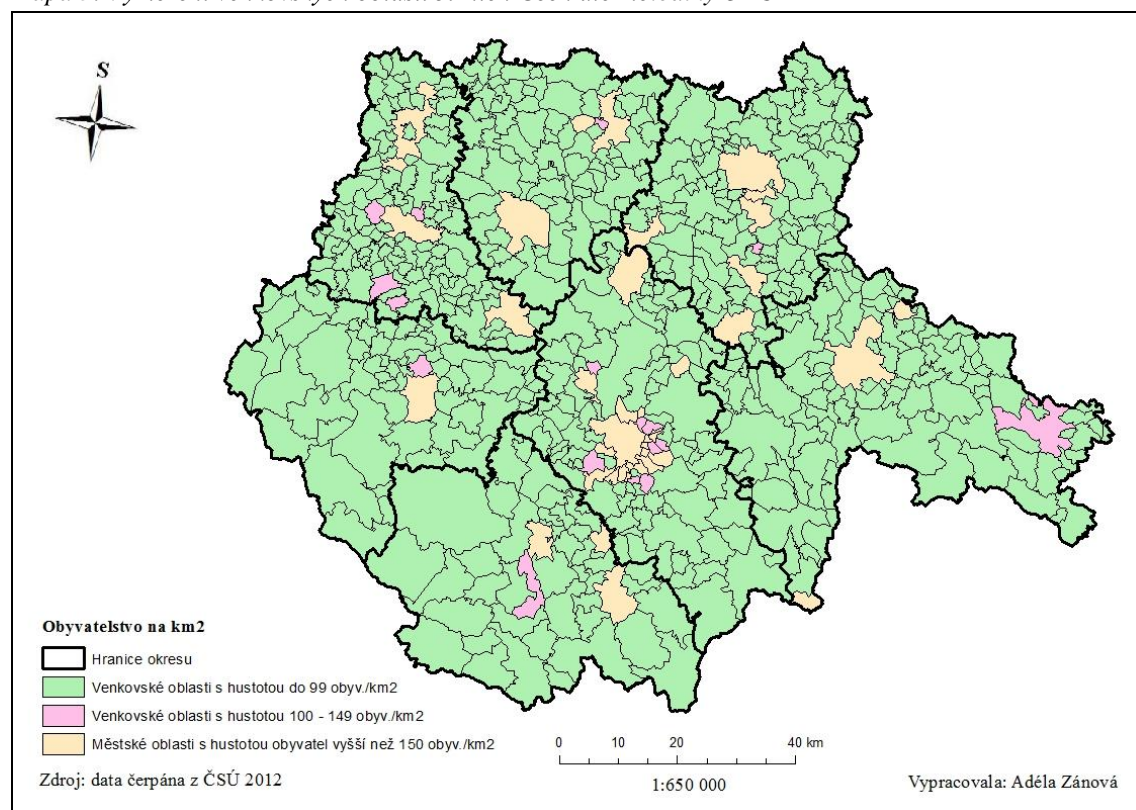 S
Obyvatelstvo na km2
Hranice okresu
Venkovské oblasti s hustotou do 99 obyv./km2
Venkovské oblasti s hustotou 100 - 149 obyv./km2
Městské oblasti s hustotou obyvatel vyšší než 150 obyv./km2
0 10 20 40 km
Zdroj: data čerpána z ČSÚ 2012
1:650 000
Vypracovala: Adéla Zánová